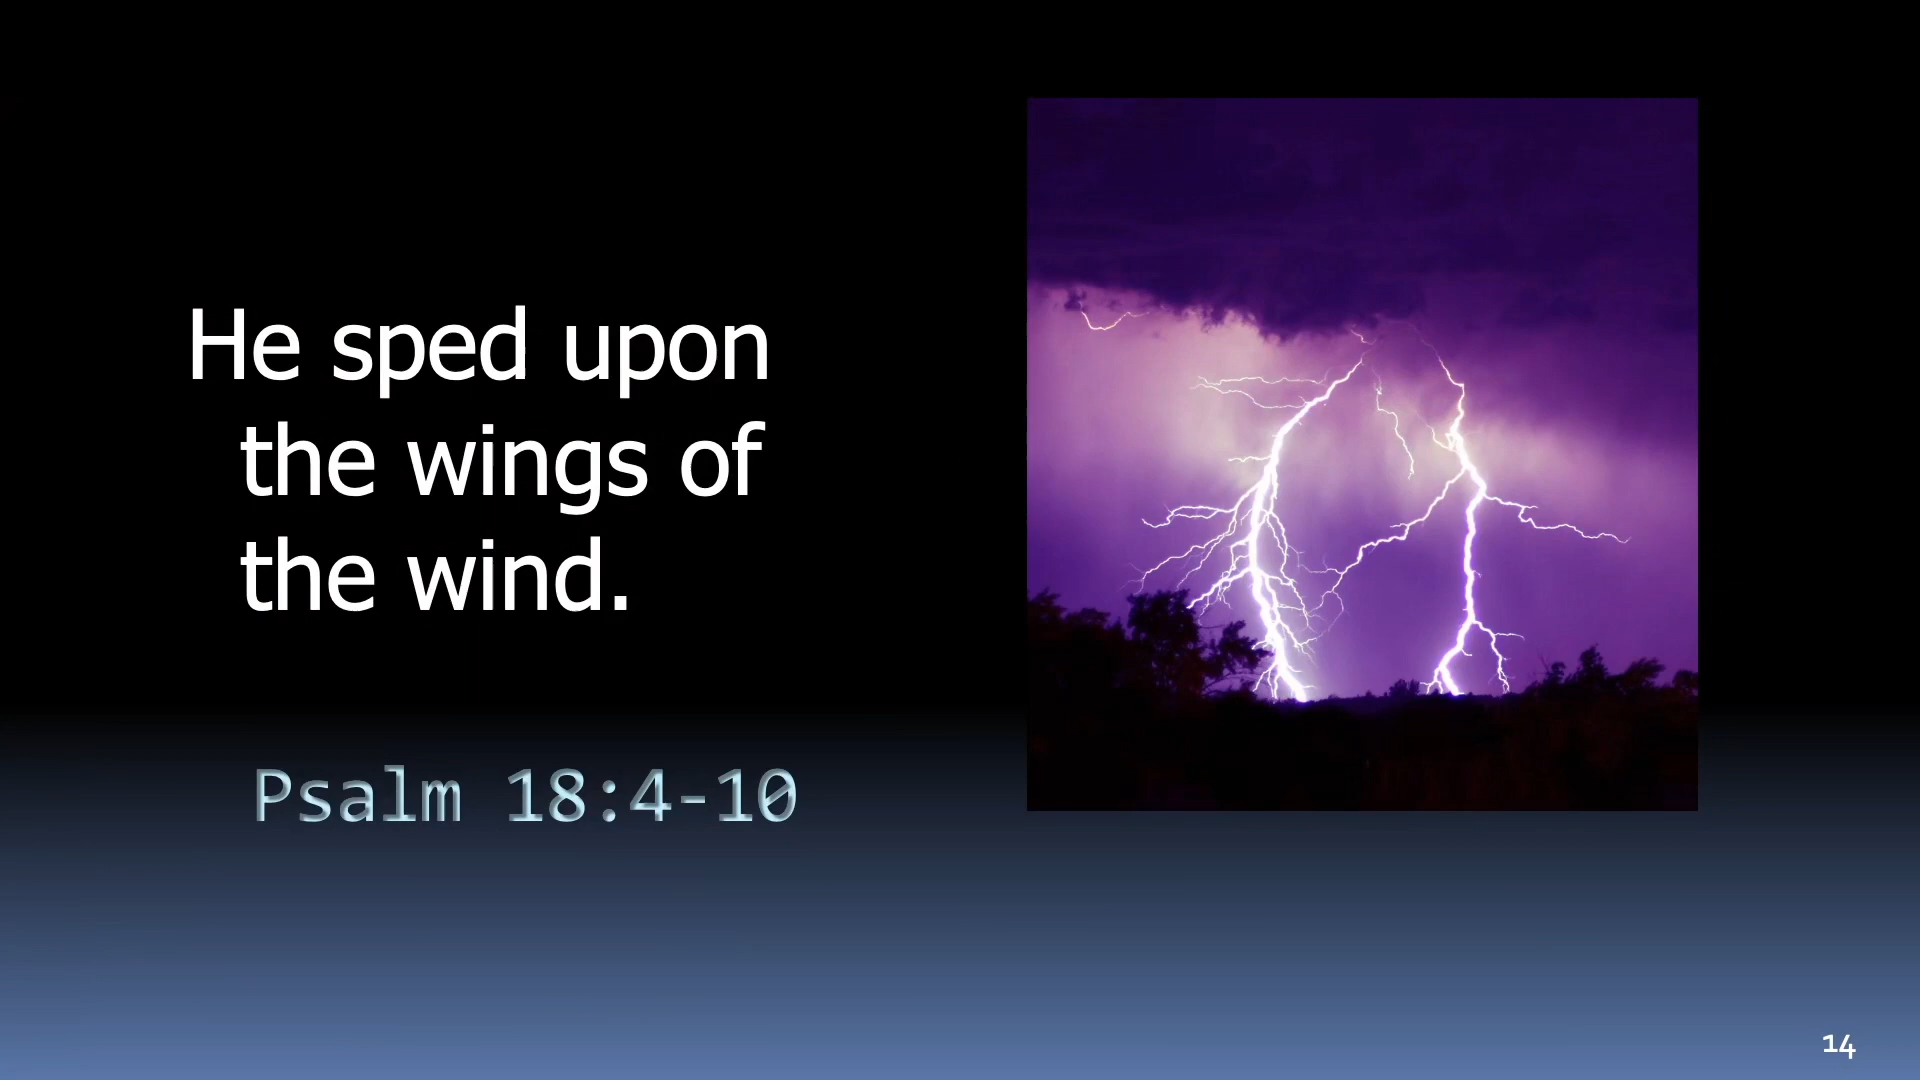 He sped upon
the wings of
the wind.
Psalm 18:4-10
14